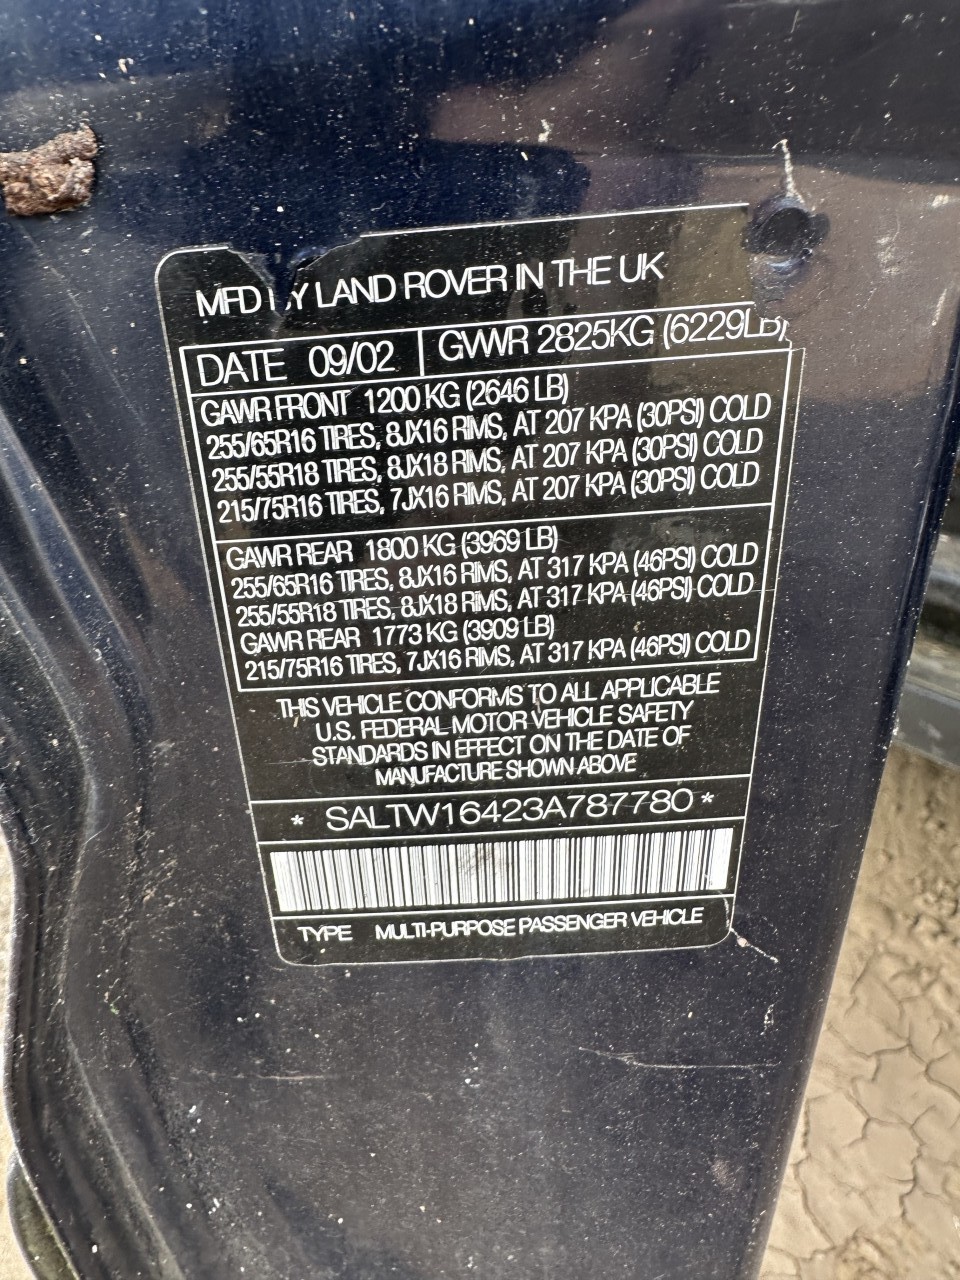 MFD BY LAND ROVER IN THE UK
DATE 09/02 GVWR 2825KG (6229LB)
GAWR FRONT 1200 KG (2646 LB)
255/65R16 TIRES, 8JX16 RIMS, AT 207 KPA (30PSI) COLD
255/55R18 TIRES, 8JX18 RIMS, AT 207 KPA (30PSI) COLD
215/75R16 TIRES, 7JX16 RIMS, AT 207 KPA (30PSI) COLD
GAWR REAR 1800 KG (3969 LB)
255/65R16 TIRES, 8JX16 RIMS, AT 317 KPA (46PSI) COLD
255/55R18 TIRES, 8JX18 RIMS, AT 317 KPA (46PSI) COLD
GAWR REAR 1773 KG (3909 LB)
215/75R16 TIRES, 7JX16 RIMS, AT 317 KPA (46PSI) COLD
THIS VEHICLE CONFORMS TO ALL APPLICABLE
U.S. FEDERAL MOTOR VEHICLE SAFETY
STANDARDS IN EFFECT ON THE DATE OF
MANUFACTURE SHOWN ABOVE
* SALTW16423A787780 *
TYPE MULTI-PURPOSE PASSENGER VEHICLE